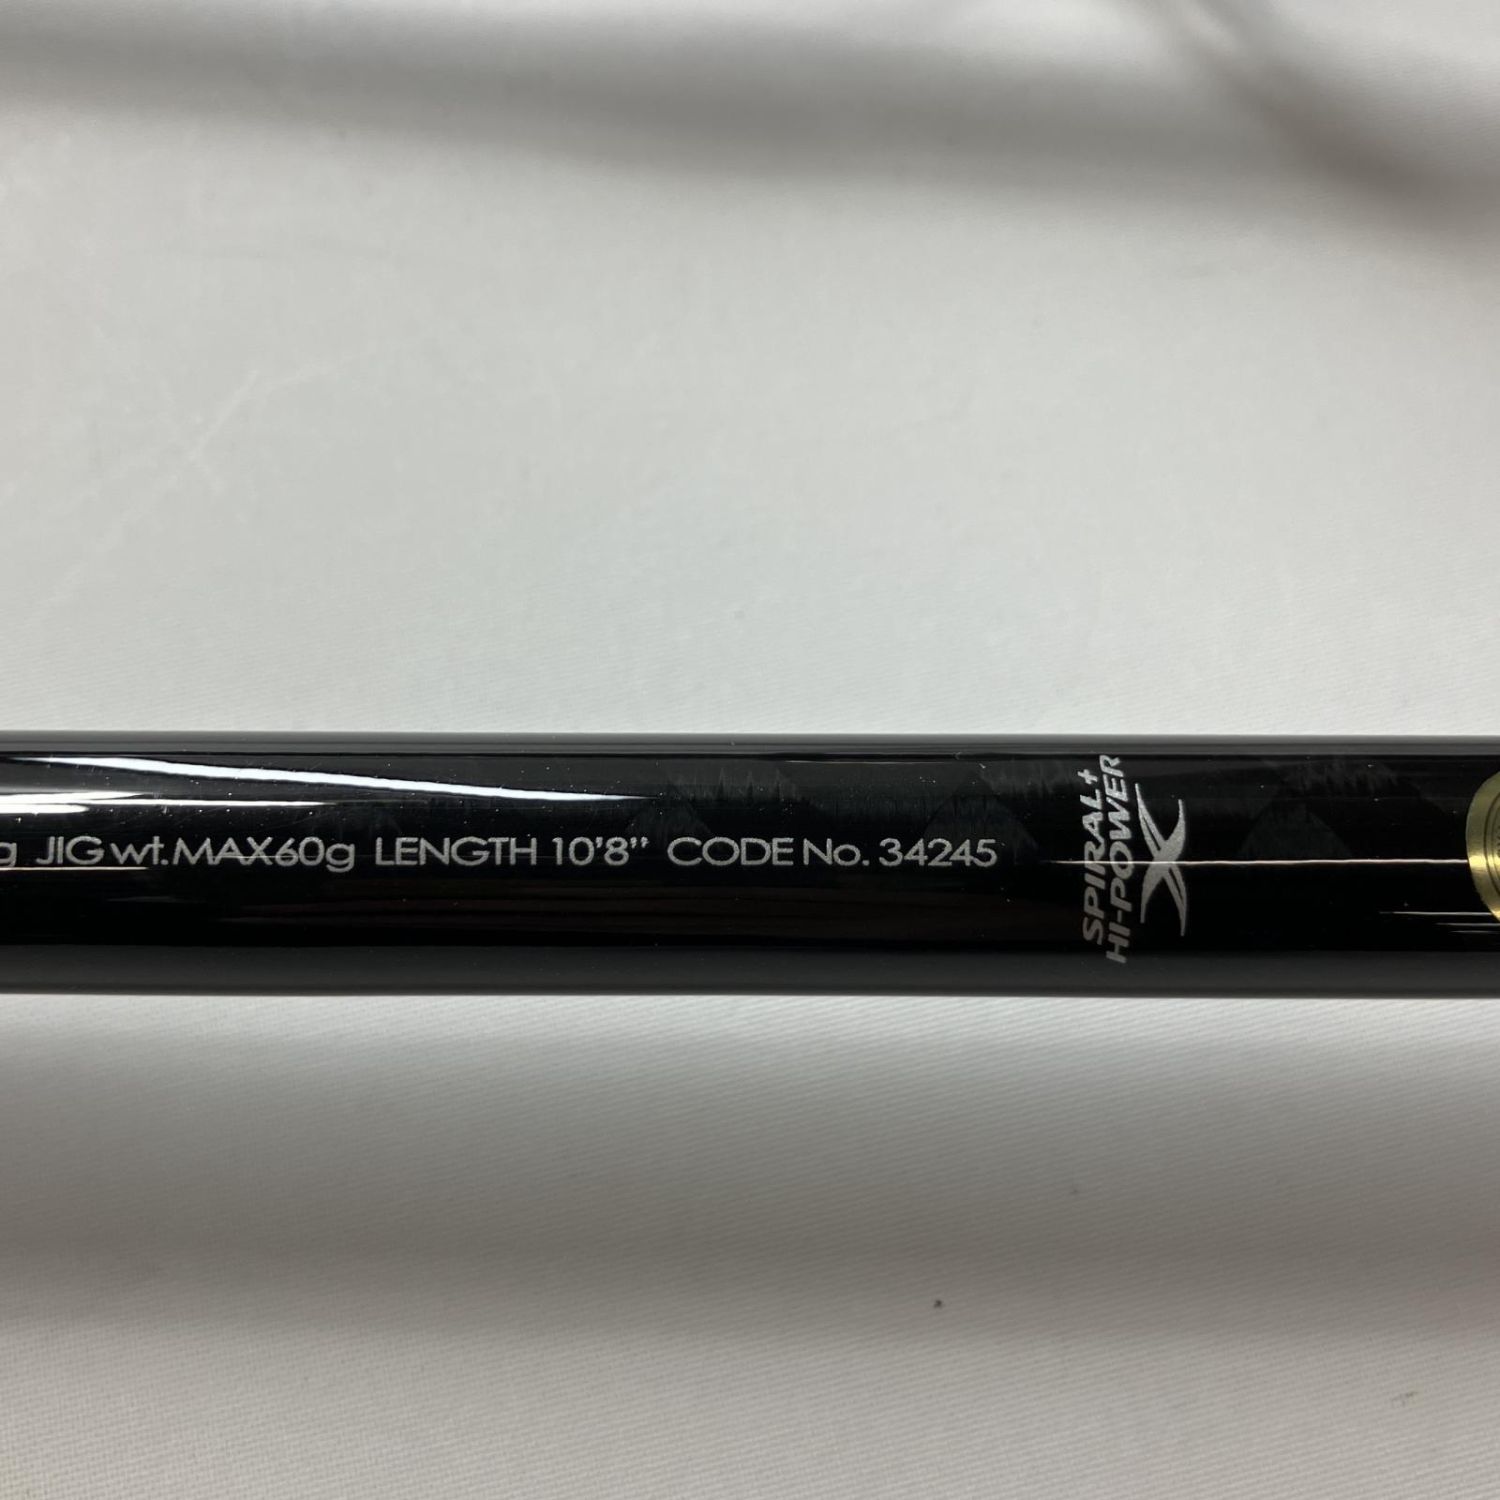 g JIG wt.MAX60g LENGTH 10'8" CODE No. 34245
SPIRAL+
HI-POWER
X